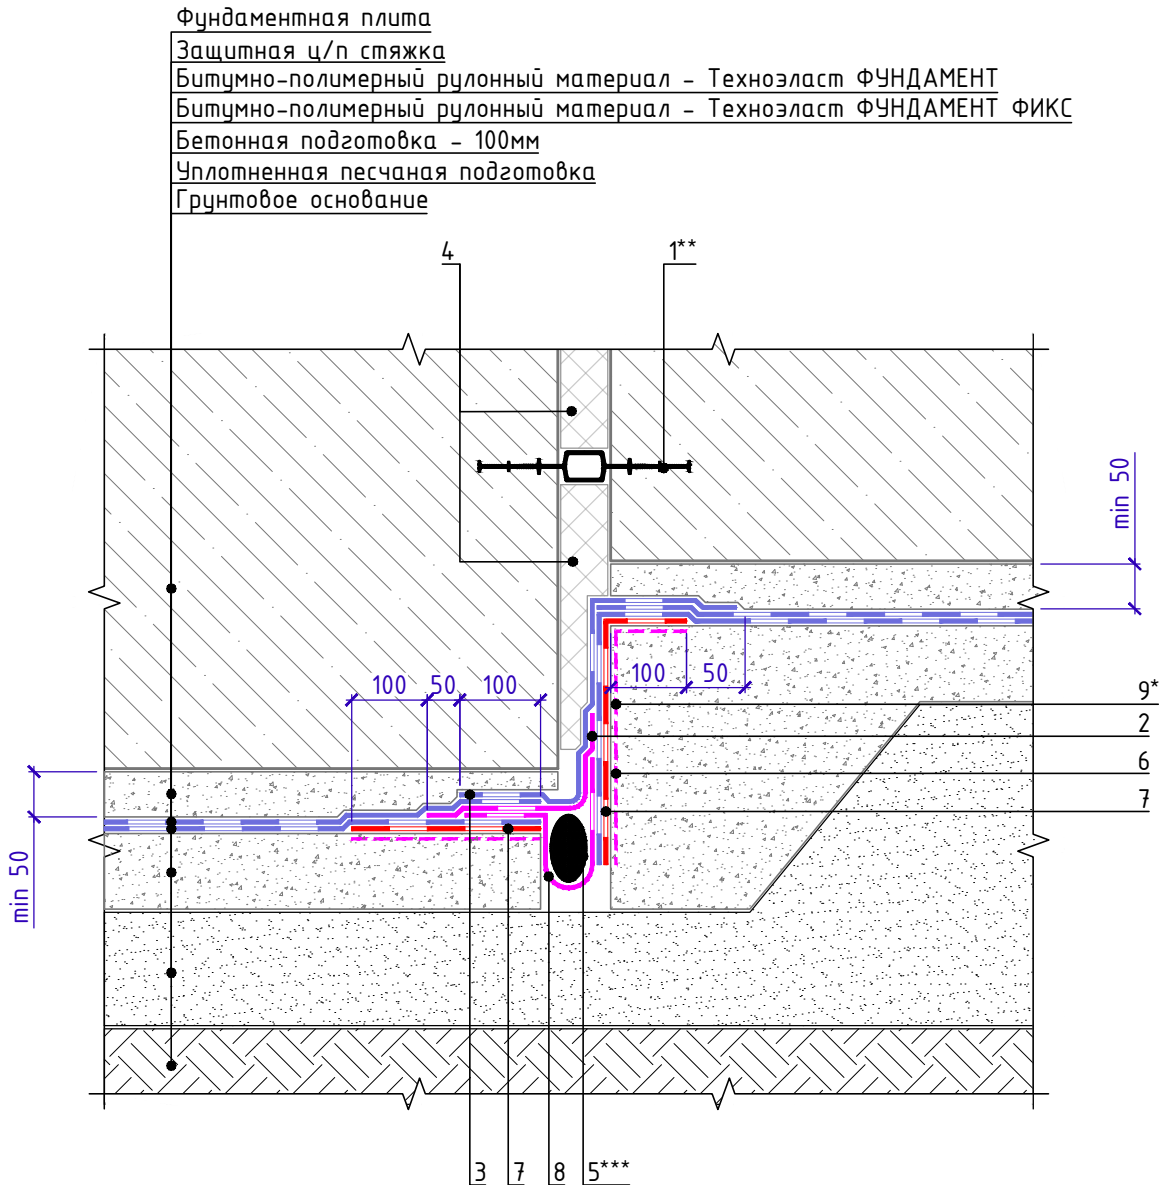 Фундаментная плита
Защитная ц/п стяжка
Битумно-полимерный рулонный материал - Техноэласт ФУНДАМЕНТ
Битумно-полимерный рулонный материал - Техноэласт ФУНДАМЕНТ ФИКС
Бетонная подготовка - 100мм
Уплотненная песчаная подготовка
Грунтовое основание
4
1**
min 50
100
50
100
100
50
9*
2
6
7
min 50
3
7
8
5***